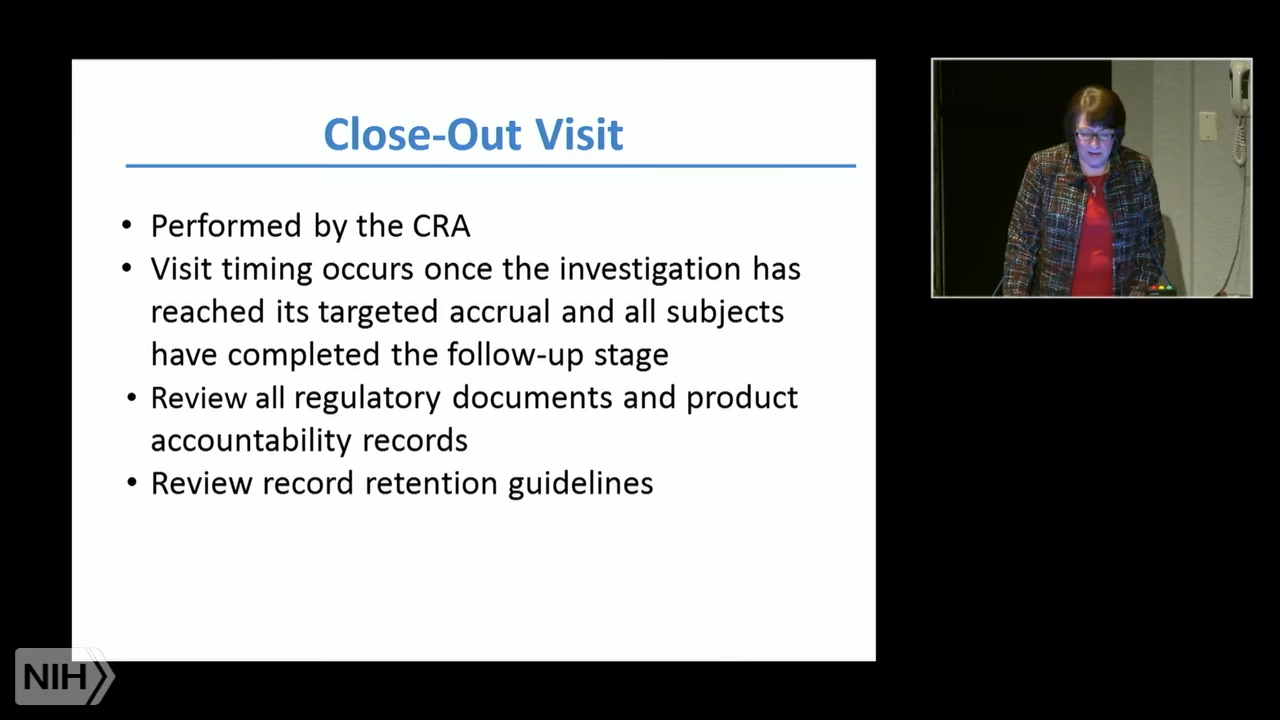 Close-Out Visit
• Performed by the CRA
• Visit timing occurs once the investigation has
reached its targeted accrual and all subjects
have completed the follow-up stage
• Review all regulatory documents and product
accountability records
• Review record retention guidelines
NIH